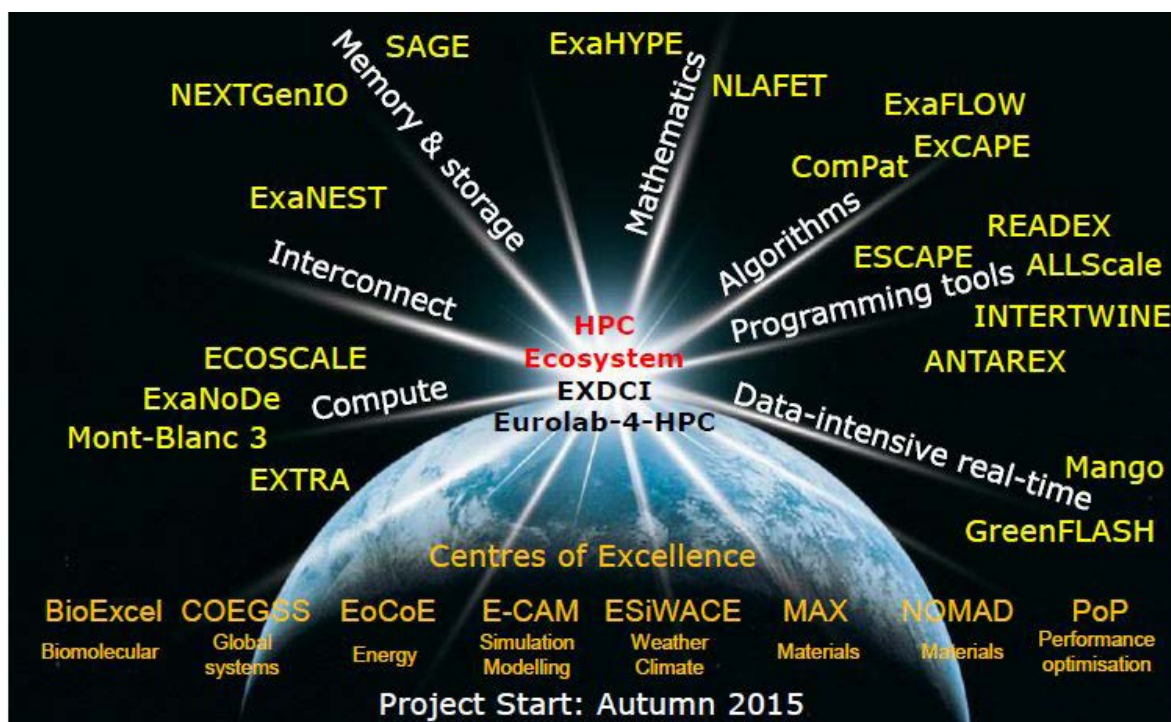 SAGE
ExaHYPE
NEXTGenIO
Memory & storage
Mathematics
NLAFET
ExaFLOW
ExCAPE
ComPat
ExaNEST
Algorithms
READEX
ESCAPE
ALLScale
Interconnect
Programming tools
INTERTWINE
HPC
Ecosystem
EXDCI
Eurolab-4-HPC
ECOSCALE
ANTAREX
ExaNoDe
Compute
Mont-Blanc 3
EXTRA
Data-intensive real-time
Mango
GreenFLASH
Centres of Excellence
BioExcel COEGSS EoCoE E-CAM ESiWACE MAX NOMAD PoP
Biomolecular Global systems Energy Simulation Modelling Weather Climate Materials Materials Performance optimisation
Project Start: Autumn 2015